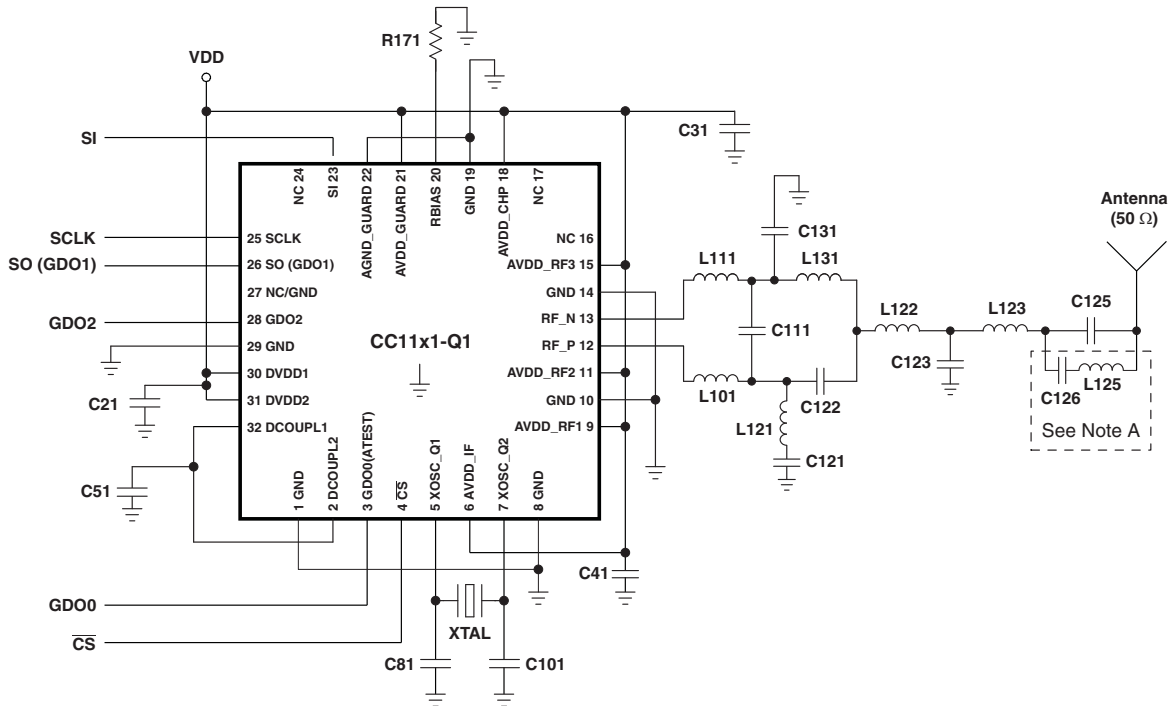 R171
VDD
C31
SI
NC 24
SI 23
AGND_GUARD 22
AVDD_GUARD 21
RBIAS 20
GND 19
AVDD_CHP 18
NC 17
Antenna
(50 Ω)
SCLK
25 SCLK
NC 16
C131
SO (GDO1)
26 SO (GDO1)
AVDD_RF3 15
L111
L131
27 NC/GND
GND 14
GDO2
28 GDO2
RF_N 13
L122
L123
C125
CC11x1-Q1
C111
29 GND
RF_P 12
C123
30 DVDD1
AVDD_RF2 11
L101
C122
C126
L125
C21
31 DVDD2
GND 10
L121
See Note A
32 DCOUPL1
AVDD_RF1 9
C121
C51
1 GND
2 DCOUPL2
3 GDO0(ATEST)
4 CS
5 XOSC_Q1
6 AVDD_IF
7 XOSC_Q2
8 GND
C41
GDO0
XTAL
CS
C81
C101